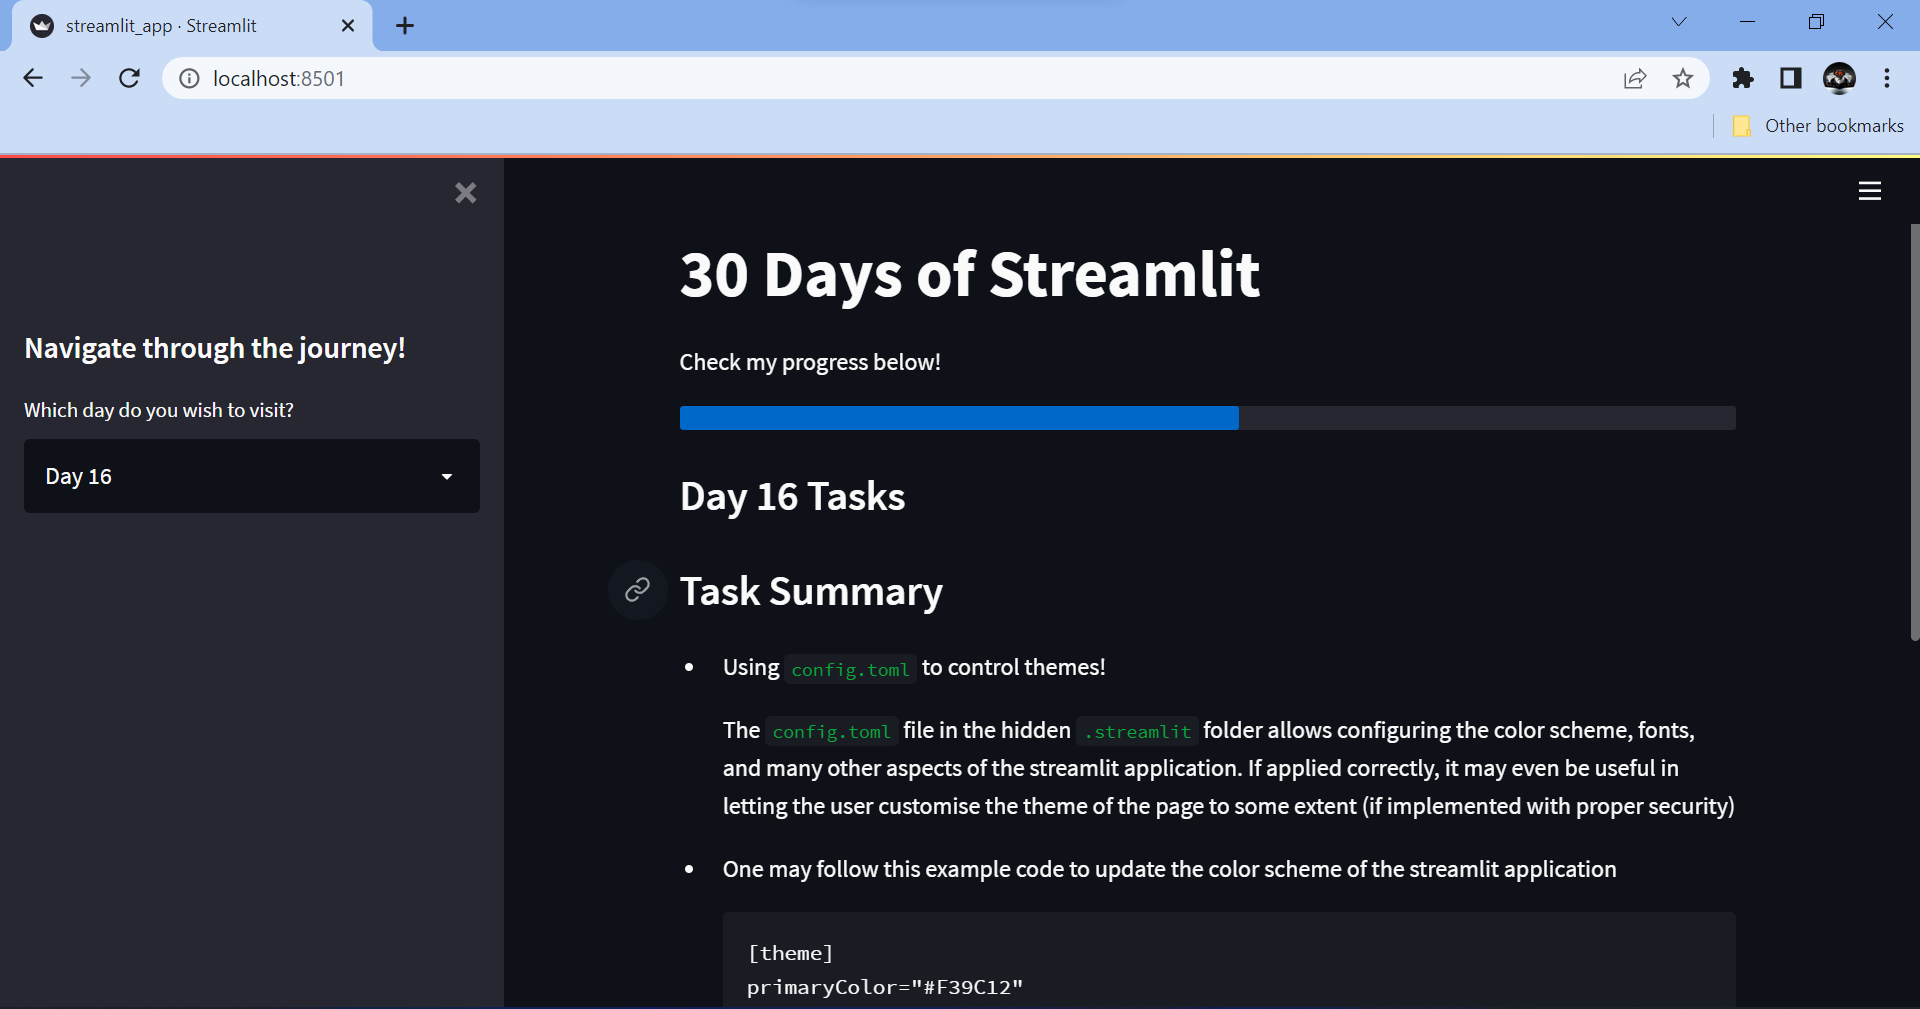 streamlit_app · Streamlit
localhost:8501
Other bookmarks
Navigate through the journey!
Which day do you wish to visit?
Day 16
30 Days of Streamlit
Check my progress below!
Day 16 Tasks
Task Summary
Using config.toml to control themes!
The config.toml file in the hidden .streamlit folder allows configuring the color scheme, fonts,
and many other aspects of the streamlit application. If applied correctly, it may even be useful in
letting the user customise the theme of the page to some extent (if implemented with proper security)
One may follow this example code to update the color scheme of the streamlit application
[theme]
primaryColor="#F39C12"